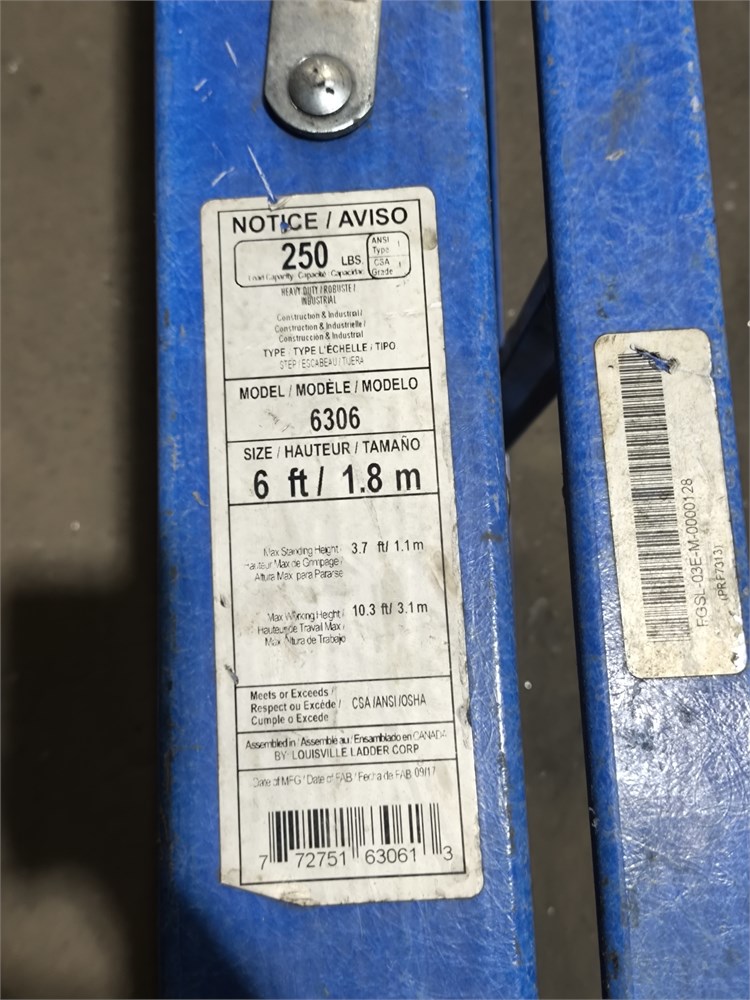 NOTICE / AVISO
250 LBS.
ANSI
Type 1
CSA
Grade 1
Load Capacity Capacité Capacidad
HEAVY DUTY / ROBUSTE /
INDUSTRIAL
Construction & Industrial /
Construction & Industrielle /
Construcción & Industrial
TYPE / TYPE L'ÉCHELLE / TIPO
STEP / ESCABEAU / TIJERA
MODEL / MODÈLE / MODELO
6306
SIZE / HAUTEUR / TAMAÑO
6 ft / 1.8 m
Max Standing Height / 3.7 ft/ 1.1 m
Hauteur Max de Grimpage /
Altura Max para Pararse
Max Working Height / 10.3 ft/ 3.1 m
Hauteur de Travail Max /
Max Altura de Trabajo
Meets or Exceeds /
Respect ou Excéde / CSA /ANSI /OSHA
Cumple o Excede
Assembled in / Assemble au / Ensamblado en CANADA
BY LOUISVILLE LADDER CORP
Date of MFG / Date of FAB / Fecha de FAB 09/17
7 72751 63061 3
FGSL-03E-M-0000128
(PRF7313)